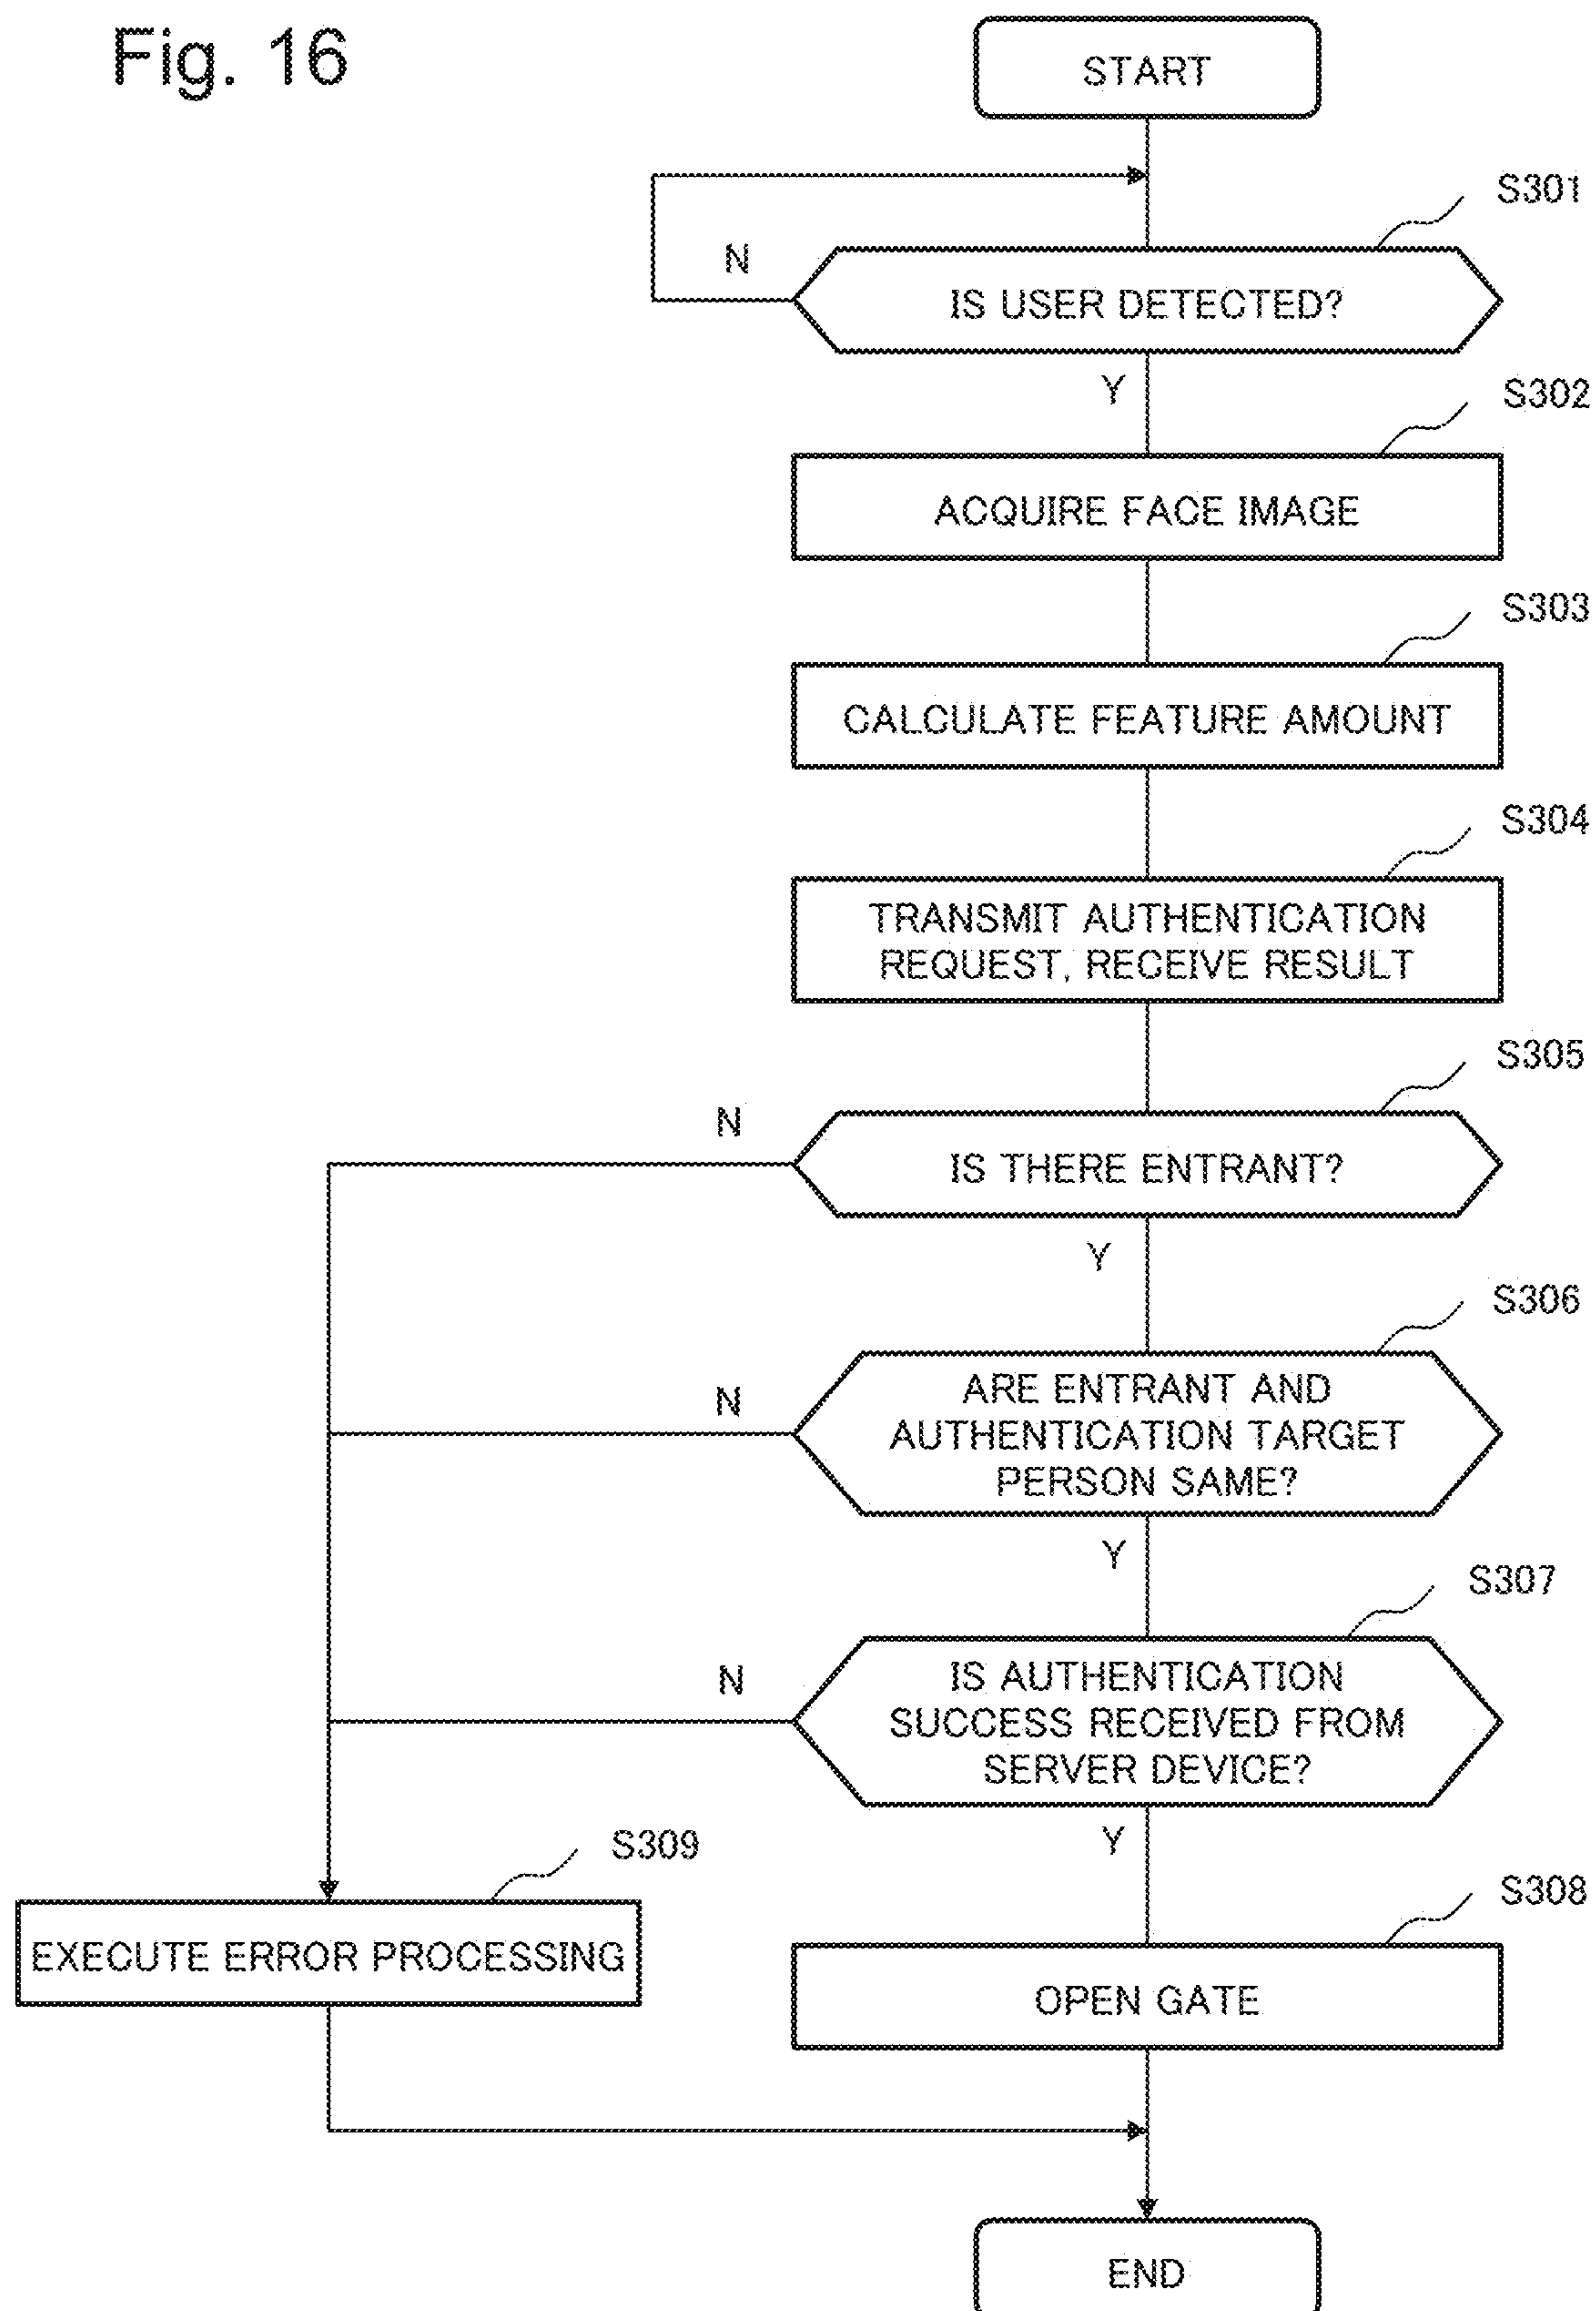 Fig. 16
START
S301
N
IS USER DETECTED?
Y
S302
ACQUIRE FACE IMAGE
S303
CALCULATE FEATURE AMOUNT
S304
TRANSMIT AUTHENTICATION
REQUEST, RECEIVE RESULT
S305
N
IS THERE ENTRANT?
Y
S306
N
ARE ENTRANT AND
AUTHENTICATION TARGET
PERSON SAME?
Y
S307
N
IS AUTHENTICATION
SUCCESS RECEIVED FROM
SERVER DEVICE?
Y
S309
EXECUTE ERROR PROCESSING
S308
OPEN GATE
END